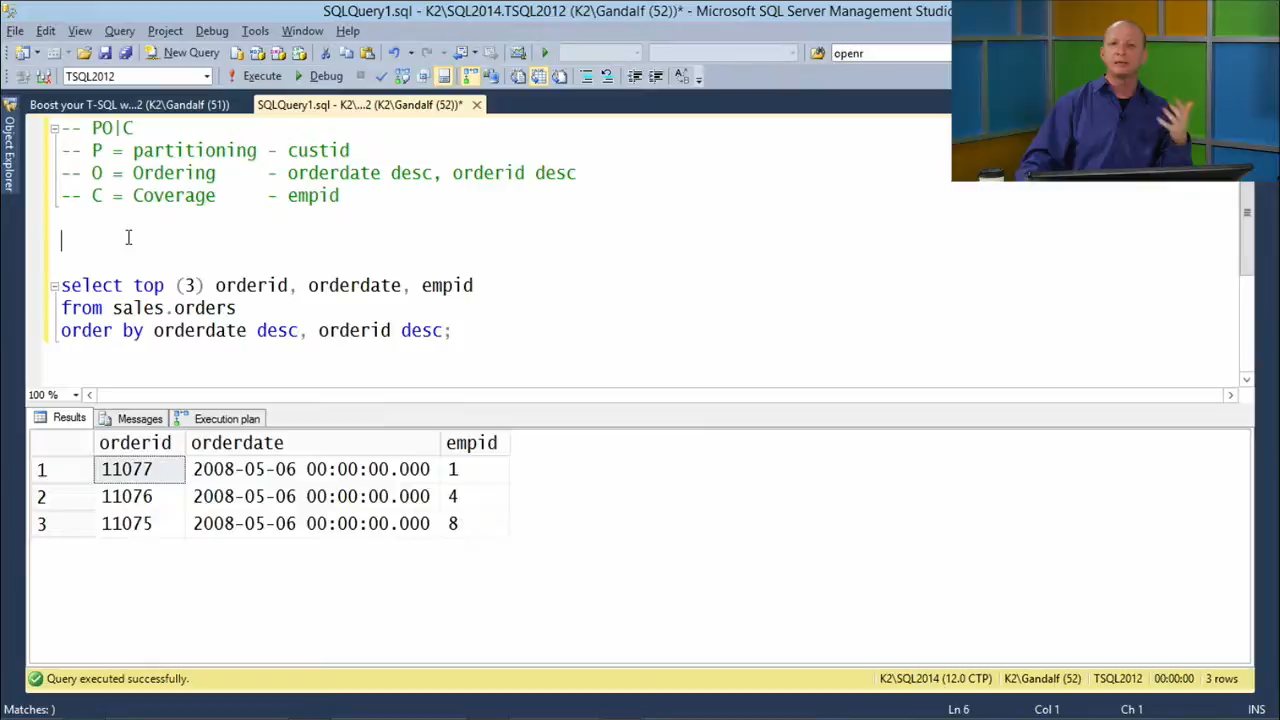 SQLQuery1.sql - K2\SQL2014.TSQL2012 (K2\Gandalf (52))* - Microsoft SQL Server Management Studio
File Edit View Query Project Debug Tools Window Help
New Query openr
TSQL2012 Execute Debug
Boost your T-SQL w...2 (K2\Gandalf (51)) SQLQuery1.sql - K2\...2 (K2\Gandalf (52))*
Object Explorer
-- PO|C
-- P = partitioning - custid
-- O = Ordering - orderdate desc, orderid desc
-- C = Coverage - empid
select top (3) orderid, orderdate, empid
from sales.orders
order by orderdate desc, orderid desc;
100 %
Results Messages Execution plan
orderid orderdate empid
1 11077 2008-05-06 00:00:00.000 1
2 11076 2008-05-06 00:00:00.000 4
3 11075 2008-05-06 00:00:00.000 8
Query executed successfully. K2\SQL2014 (12.0 CTP) K2\Gandalf (52) TSQL2012 00:00:00 3 rows
Matches: ) Ln 6 Col 1 Ch 1 INS